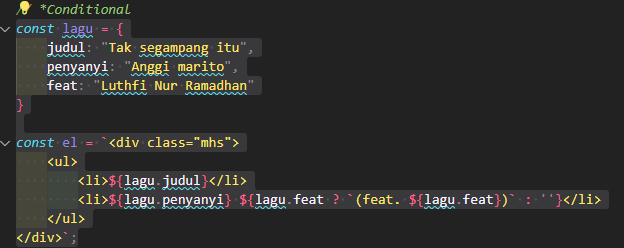 // *Conditional
const lagu = {
    judul: "Tak segampang itu",
    penyanyi: "Anggi marito",
    feat: "Luthfi Nur Ramadhan"
}
const el = `<div class="mhs">
    <ul>
        <li>${lagu.judul}</li>
        <li>${lagu.penyanyi} ${lagu.feat ? `(feat. ${lagu.feat})` : ''}</li>
    </ul>
</div>`;